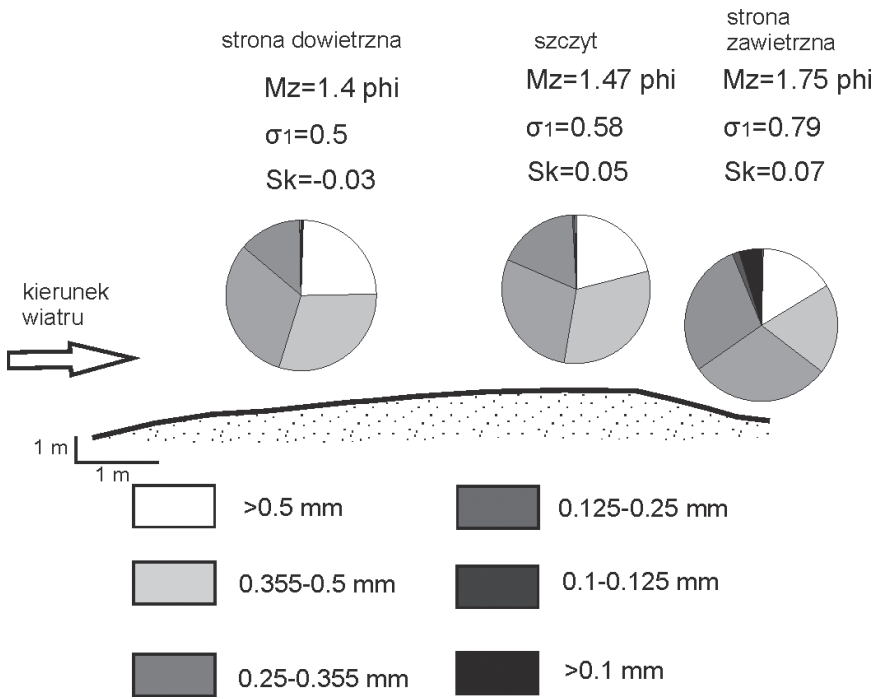 strona dowietrzna
Mz=1.4 phi
σ1=0.5
Sk=-0.03
szczyt
Mz=1.47 phi
σ1=0.58
Sk=0.05
strona
zawietrzna
Mz=1.75 phi
σ1=0.79
Sk=0.07
kierunek
wiatru
1 m
1 m
>0.5 mm
0.355-0.5 mm
0.25-0.355 mm
0.125-0.25 mm
0.1-0.125 mm
>0.1 mm